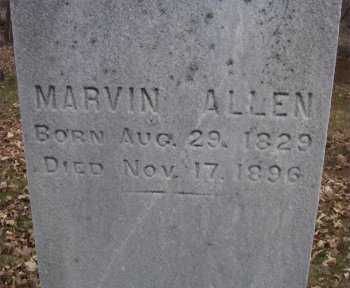 MARVIN ALLEN
BORN AUG. 29. 1829
DIED NOV. 17. 1896